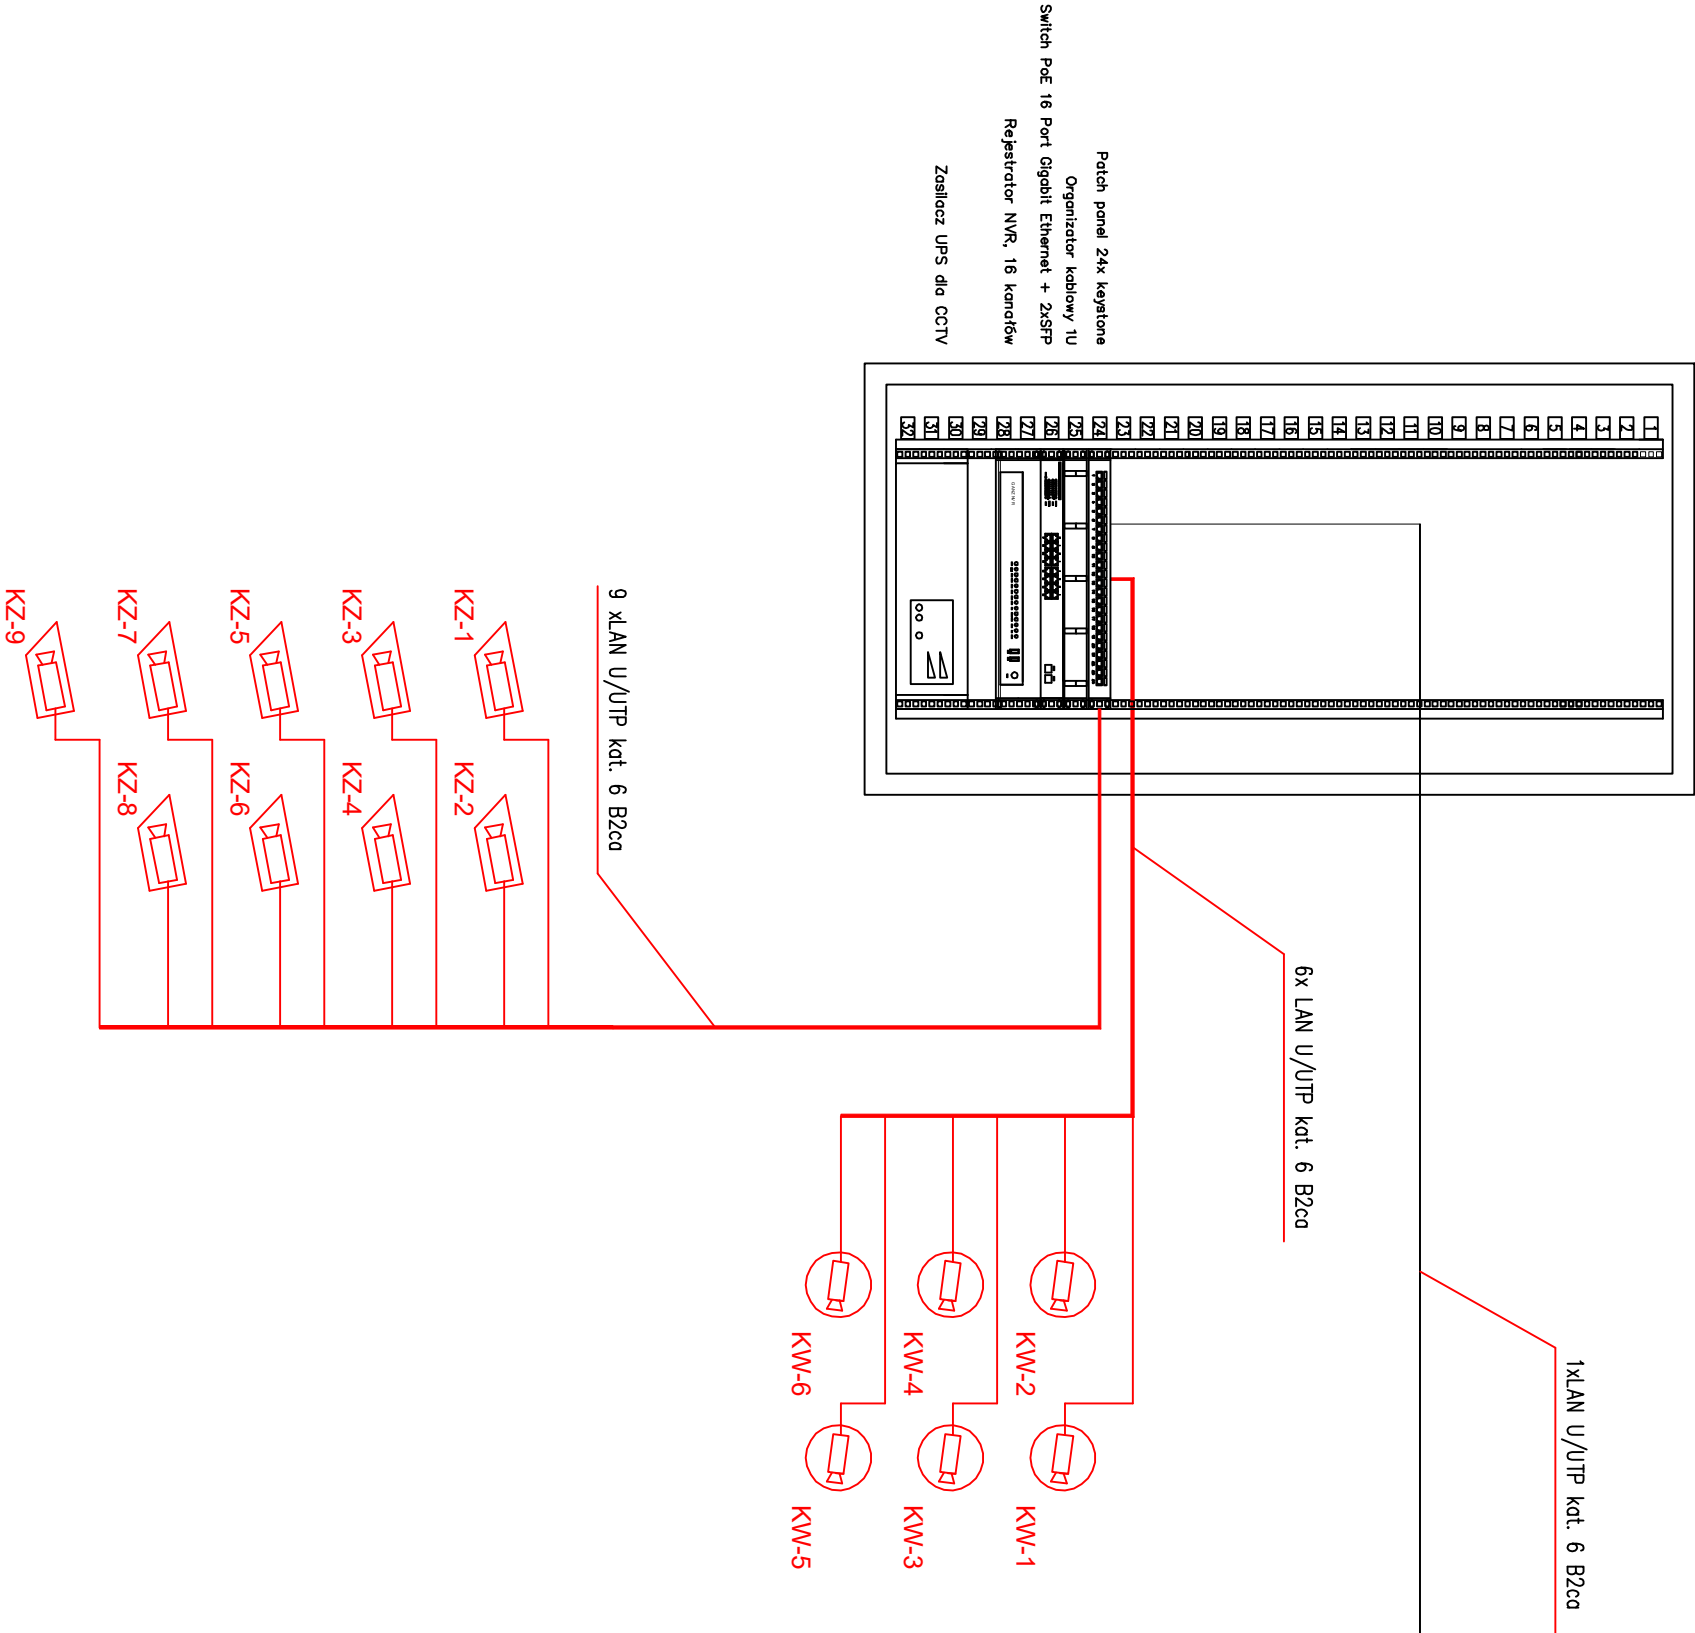 Patch panel 24x keystone
Organizator kablowy 1U
Switch PoE 16 Port Gigabit Ethernet + 2xSFP
Rejestrator NVR, 16 kanałów
Zasilacz UPS dla CCTV
1
2
3
4
5
6
7
8
9
10
11
12
13
14
15
16
17
18
19
20
21
22
23
24
25
26
27
28
29
30
31
32
1xLAN U/UTP kat. 6 B2ca
6x LAN U/UTP kat. 6 B2ca
9 xLAN U/UTP kat. 6 B2ca
KZ-1
KZ-2
KZ-3
KZ-4
KZ-5
KZ-6
KZ-7
KZ-8
KZ-9
KW-2
KW-1
KW-4
KW-3
KW-6
KW-5